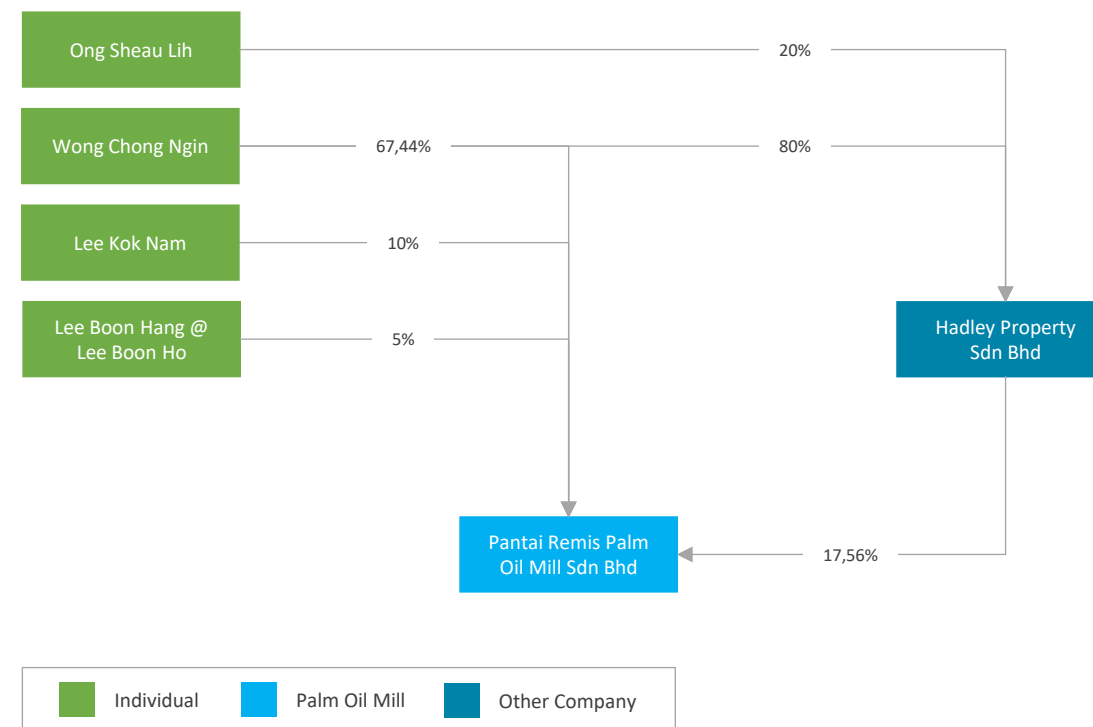 Ong Sheau Lih
20%
Wong Chong Ngin
67,44%
80%
Lee Kok Nam
10%
Lee Boon Hang @
Lee Boon Ho
5%
Hadley Property
Sdn Bhd
Pantai Remis Palm
Oil Mill Sdn Bhd
17,56%
Individual
Palm Oil Mill
Other Company